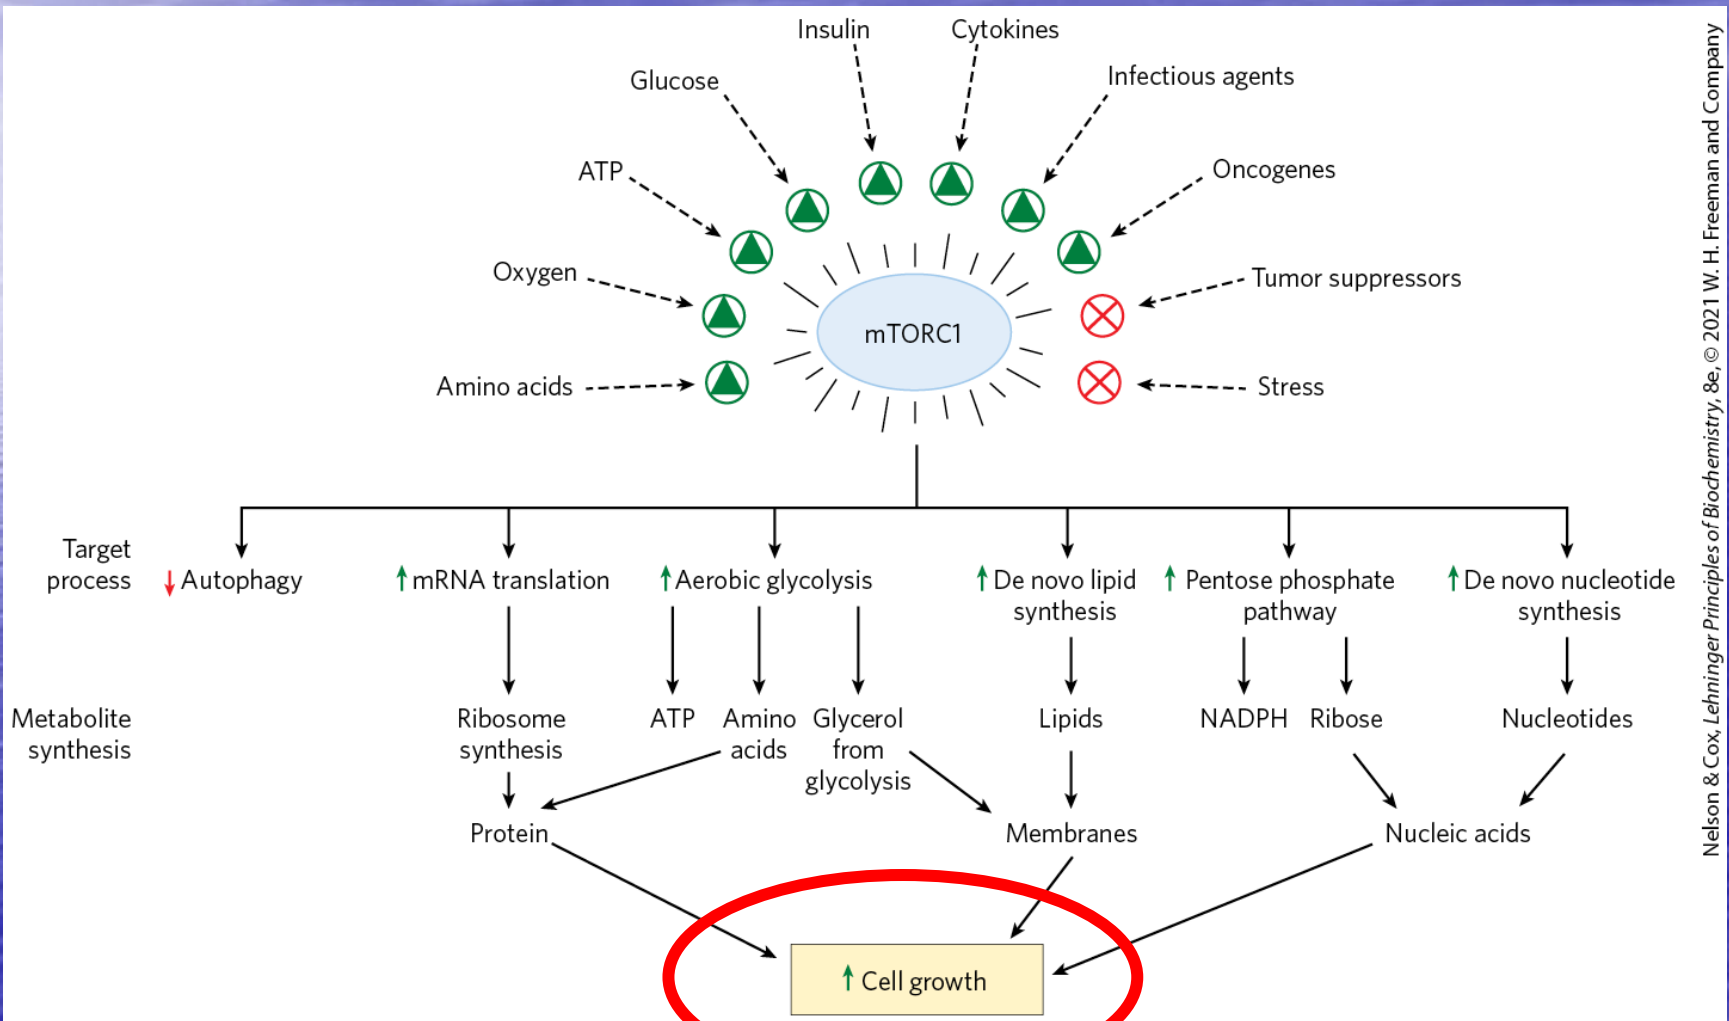 Insulin
Cytokines
Glucose
Infectious agents
ATP
Oncogenes
Oxygen
Tumor suppressors
mTORC1
Amino acids
Stress
Target
process
↓ Autophagy
↑ mRNA translation
↑ Aerobic glycolysis
↑ De novo lipid
synthesis
↑ Pentose phosphate
pathway
↑ De novo nucleotide
synthesis
Metabolite
synthesis
Ribosome
synthesis
ATP
Amino
acids
Glycerol
from
glycolysis
Lipids
NADPH
Ribose
Nucleotides
Protein
Membranes
Nucleic acids
↑ Cell growth
Nelson & Cox, Lehninger Principles of Biochemistry, 8e, © 2021 W. H. Freeman and Company